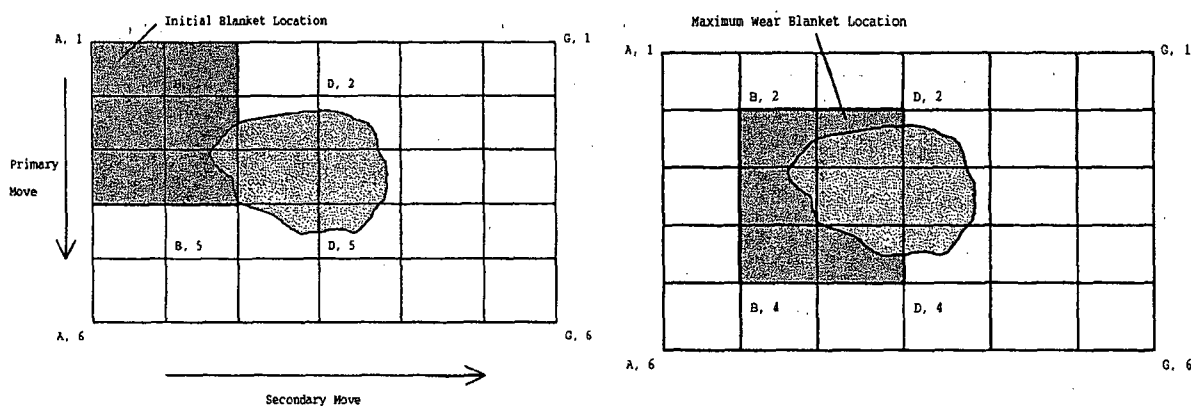 Initial Blanket Location
A, 1
G, 1
D, 2
Primary
Move
B, 5
D, 5
A, 6
G, 6
Secondary Move
Maximum Wear Blanket Location
A, 1
G, 1
B, 2
D, 2
B, 4
D, 4
A, 6
G, 6